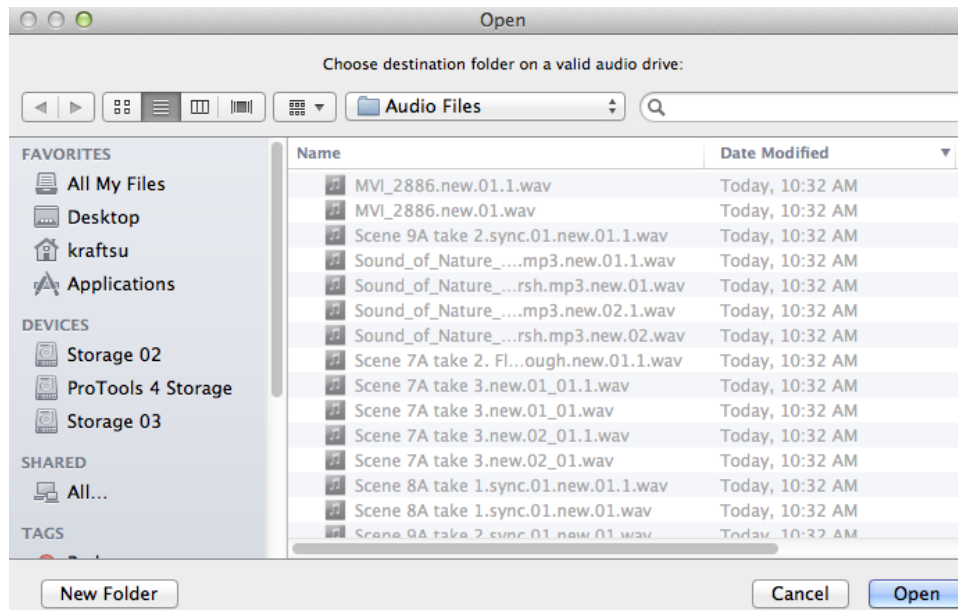 Open
Choose destination folder on a valid audio drive:
Audio Files
FAVORITES
All My Files
Desktop
kraftsu
Applications
DEVICES
Storage 02
ProTools 4 Storage
Storage 03
SHARED
All...
TAGS
Name Date Modified
MVI_2886.new.01.1.wav Today, 10:32 AM
MVI_2886.new.01.wav Today, 10:32 AM
Scene 9A take 2.sync.01.new.01.1.wav Today, 10:32 AM
Sound_of_Nature_....mp3.new.01.1.wav Today, 10:32 AM
Sound_of_Nature_...rsh.mp3.new.01.wav Today, 10:32 AM
Sound_of_Nature_....mp3.new.02.1.wav Today, 10:32 AM
Sound_of_Nature_...rsh.mp3.new.02.wav Today, 10:32 AM
Scene 7A take 2. Fl...ough.new.01.1.wav Today, 10:32 AM
Scene 7A take 3.new.01_01.1.wav Today, 10:32 AM
Scene 7A take 3.new.01_01.wav Today, 10:32 AM
Scene 7A take 3.new.02_01.1.wav Today, 10:32 AM
Scene 7A take 3.new.02_01.wav Today, 10:32 AM
Scene 8A take 1.sync.01.new.01.1.wav Today, 10:32 AM
Scene 8A take 1.sync.01.new.01.wav Today, 10:32 AM
Scene 9A take 2.sync.01.new.01.wav Today, 10:32 AM
New Folder Cancel Open